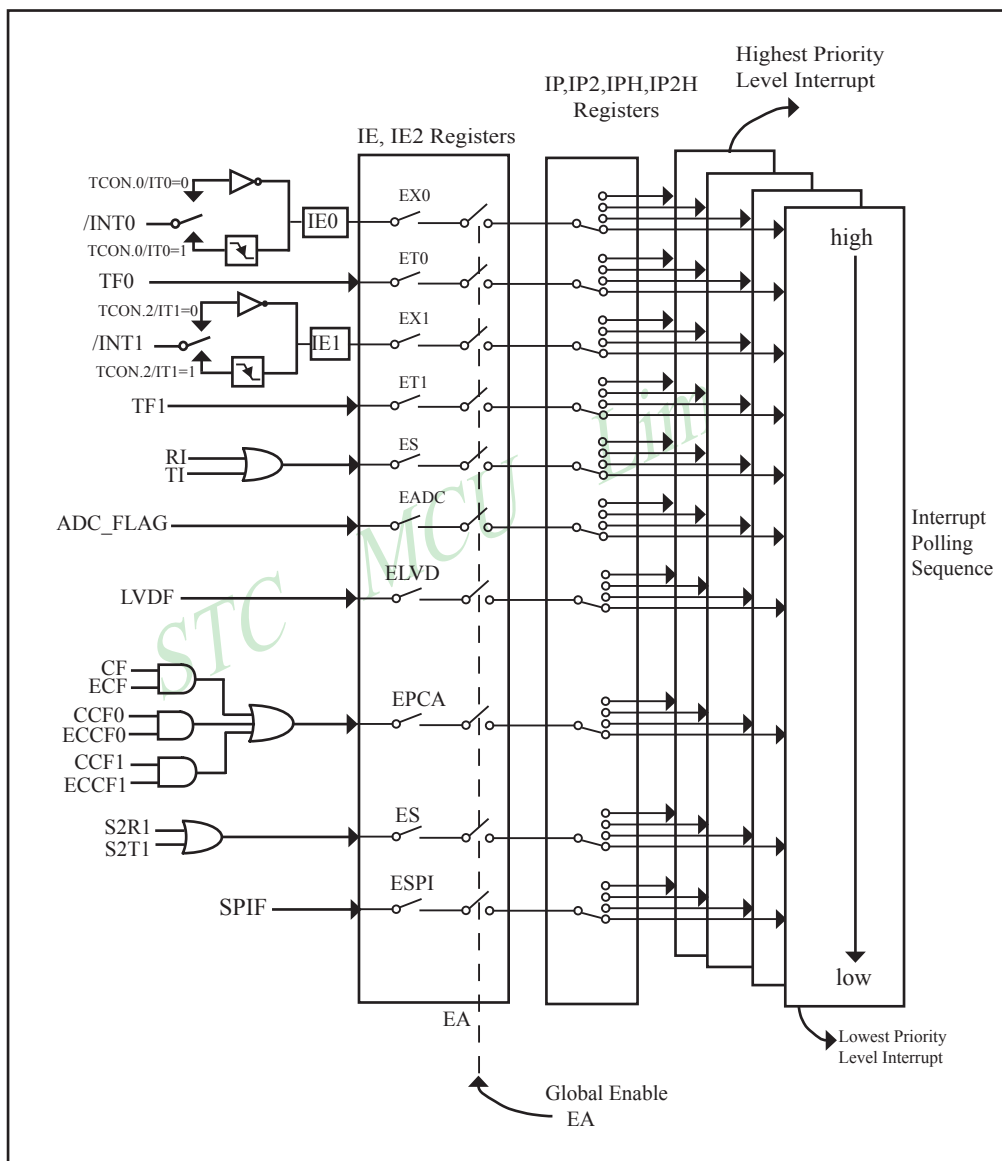 Highest Priority
Level Interrupt
IP,IP2,IPH,IP2H
Registers
IE, IE2 Registers
TCON.0/IT0=0
/INT0
TCON.0/IT0=1
IE0
EX0
high
TF0
ET0
TCON.2/IT1=0
/INT1
TCON.2/IT1=1
IE1
EX1
TF1
ET1
RI
TI
ES
ADC_FLAG
EADC
Interrupt
Polling
Sequence
LVDF
ELVD
STC MCU Lim
CF
ECF
CCF0
ECCF0
CCF1
ECCF1
EPCA
S2R1
S2T1
ES
SPIF
ESPI
low
EA
Lowest Priority
Level Interrupt
Global Enable
EA